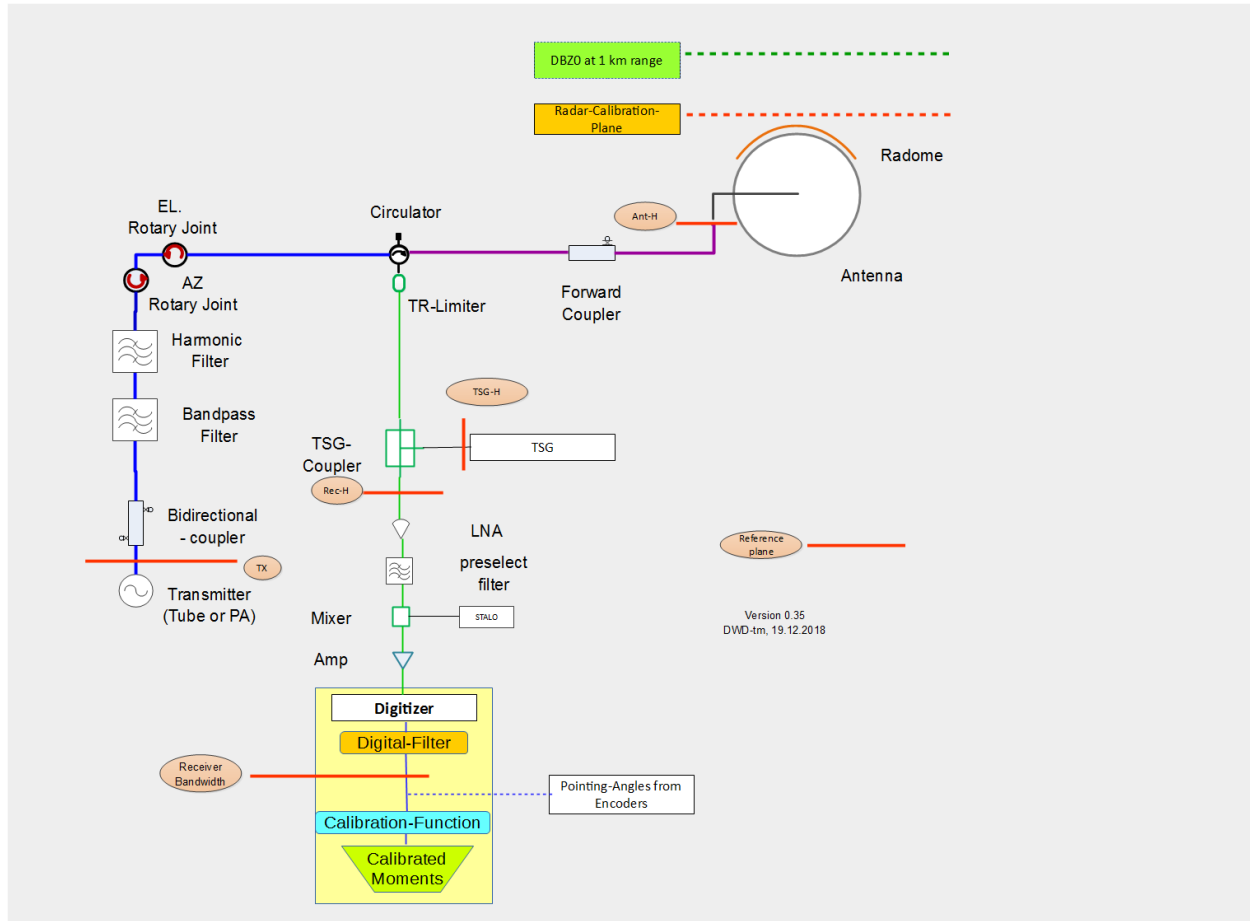 DBZ0 at 1 km range
Radar-Calibration-
Plane
Radome
EL.
Rotary Joint
Circulator
Ant-H
AZ
Rotary Joint
Antenna
Forward
Coupler
TR-Limiter
Harmonic
Filter
TSG-H
Bandpass
Filter
TSG-
Coupler
TSG
Rec-H
Bidirectional
- coupler
LNA
Reference
plane
preselect
filter
TX
Transmitter
(Tube or PA)
Mixer
STALO
Version 0.35
DWD-tm, 19.12.2018
Amp
Digitizer
Digital-Filter
Receiver
Bandwidth
Pointing-Angles from
Encoders
Calibration-Function
Calibrated
Moments